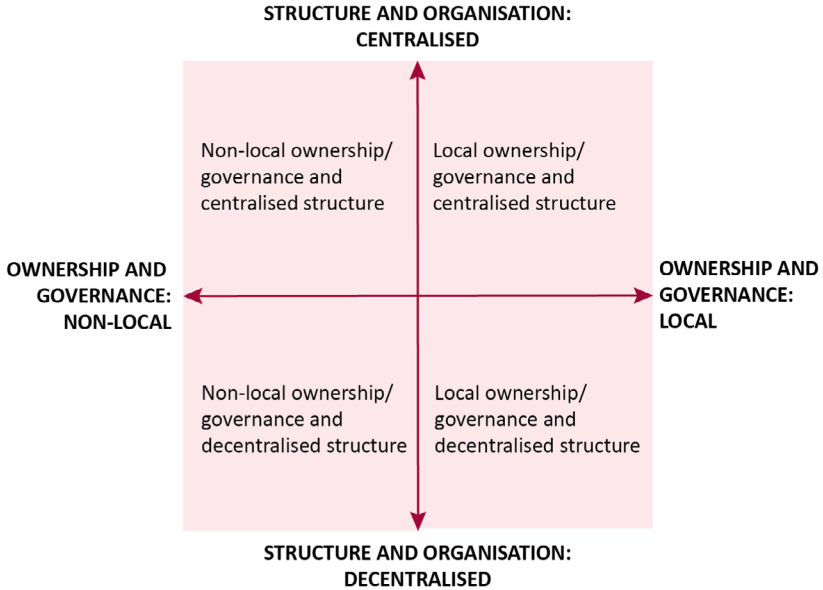 STRUCTURE AND ORGANISATION:
CENTRALISED
Non-local ownership/
governance and
centralised structure
Local ownership/
governance and
centralised structure
OWNERSHIP AND
GOVERNANCE:
NON-LOCAL
OWNERSHIP AND
GOVERNANCE:
LOCAL
Non-local ownership/
governance and
decentralised structure
Local ownership/
governance and
decentralised structure
STRUCTURE AND ORGANISATION:
DECENTRALISED